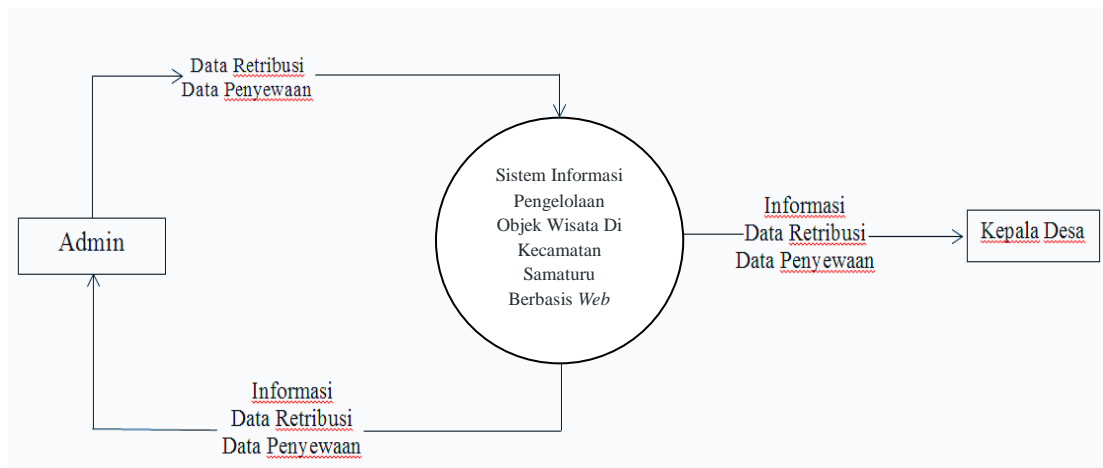 Data Retribusi
Data Penyewaan
Sistem Informasi
Pengelolaan
Objek Wisata Di
Kecamatan
Samaturu
Berbasis Web
Informasi
Data Retribusi
Data Penyewaan
Kepala Desa
Admin
Informasi
Data Retribusi
Data Penyewaan